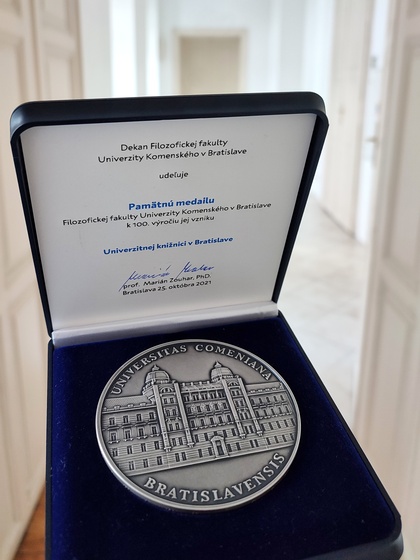 Dekan Filozofickej fakulty
Univerzity Komenského v Bratislave
udeľuje
Pamätnú medailu
Filozofickej fakulty Univerzity Komenského v Bratislave
k 100. výročiu jej vzniku
Univerzitnej knižnici v Bratislave
prof. Marián Zouhar, PhD.
Bratislava 25. októbra 2021
UNIVERSITAS COMENIANA
BRATISLAVENSIS